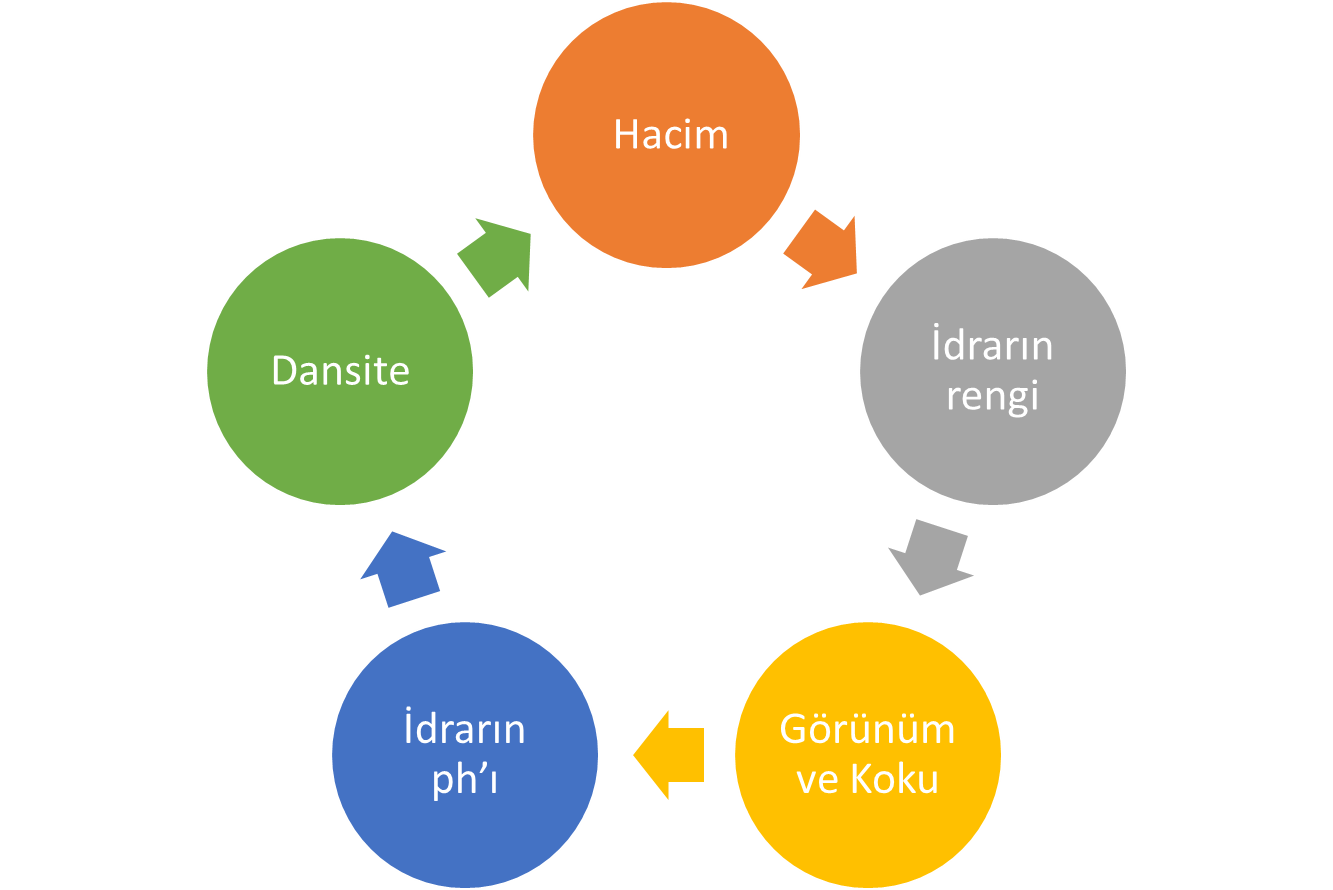 Hacim
İdrarın
rengi
Görünüm
ve Koku
İdrarın
ph’ı
Dansite